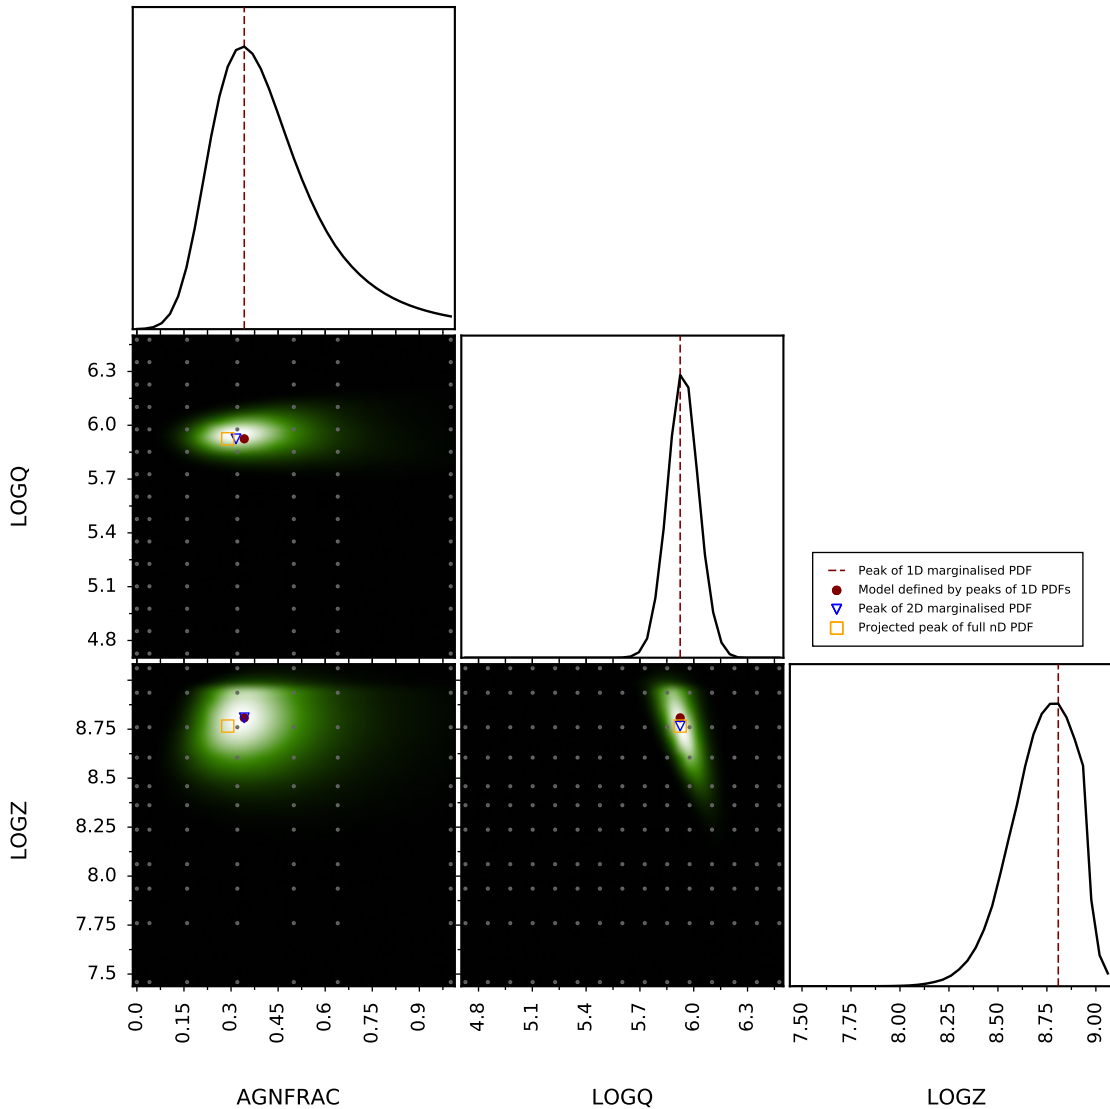 6.3
6.0
5.7
5.4
5.1
4.8
LOGQ
Peak of 1D marginalised PDF
Model defined by peaks of 1D PDFs
Peak of 2D marginalised PDF
Projected peak of full nD PDF
8.75
8.5
8.25
8.0
7.75
7.5
LOGZ
0.0 0.15 0.3 0.45 0.6 0.75 0.9
4.8 5.1 5.4 5.7 6.0 6.3
7.50 7.75 8.00 8.25 8.50 8.75 9.00
AGNFRAC LOGQ LOGZ